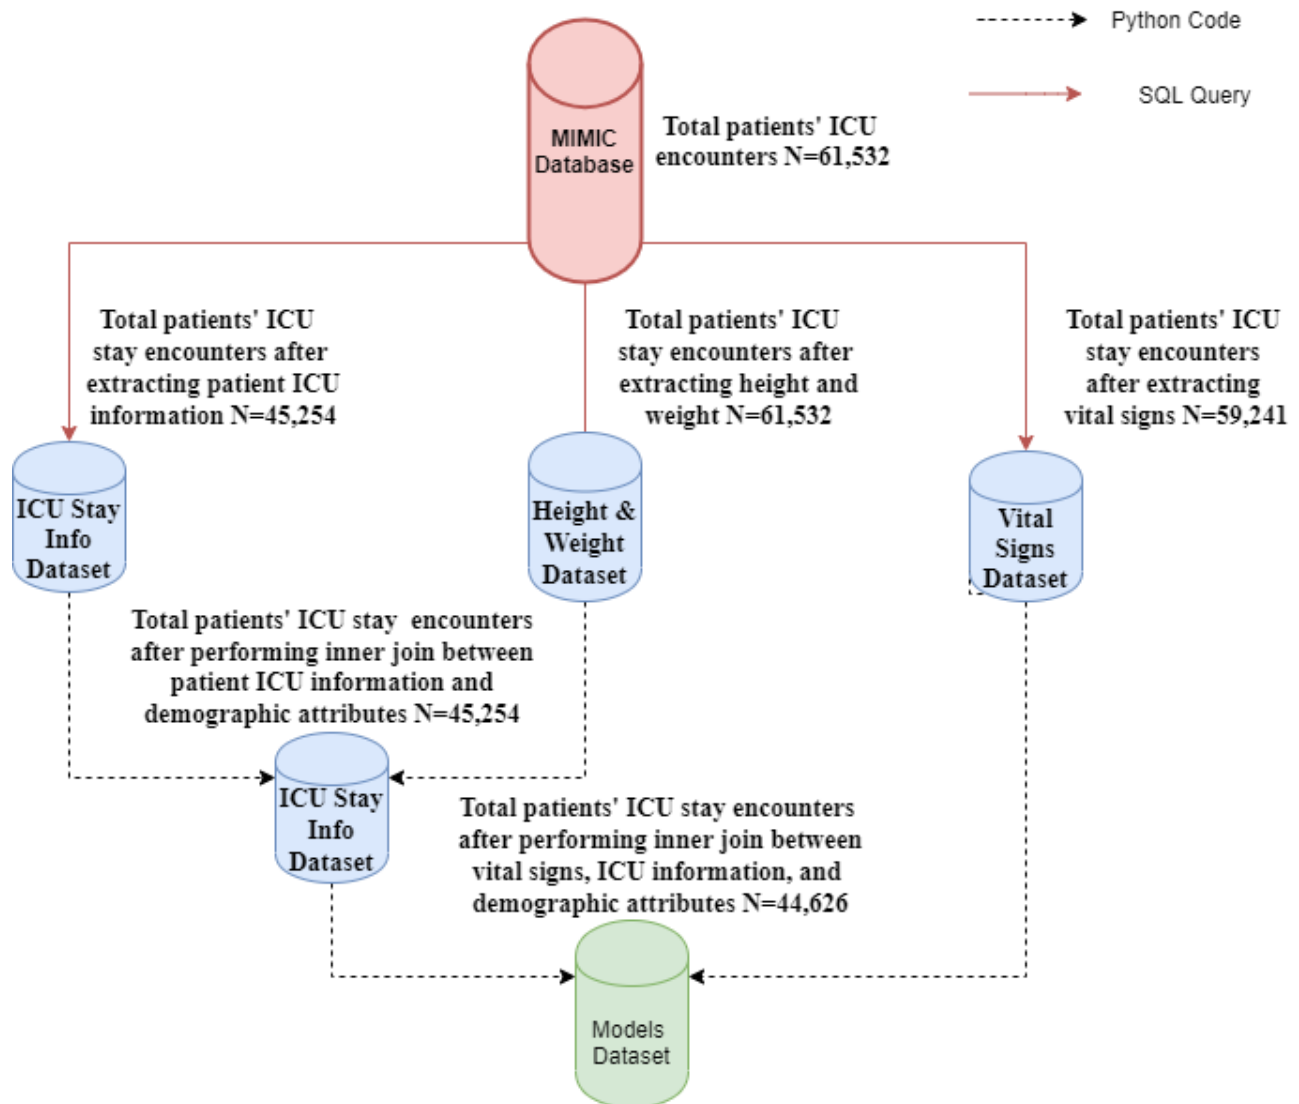 Python Code
SQL Query
MIMIC
Database
Total patients' ICU
encounters N=61,532
Total patients' ICU
stay encounters after
extracting patient ICU
information N=45,254
Total patients' ICU
stay encounters after
extracting height and
weight N=61,532
Total patients' ICU
stay encounters
after extracting
vital signs N=59,241
ICU Stay
Info
Dataset
Height &
Weight
Dataset
Vital
Signs
Dataset
Total patients' ICU stay encounters
after performing inner join between
patient ICU information and
demographic attributes N=45,254
ICU Stay
Info
Dataset
Total patients' ICU stay encounters
after performing inner join between
vital signs, ICU information, and
demographic attributes N=44,626
Models
Dataset